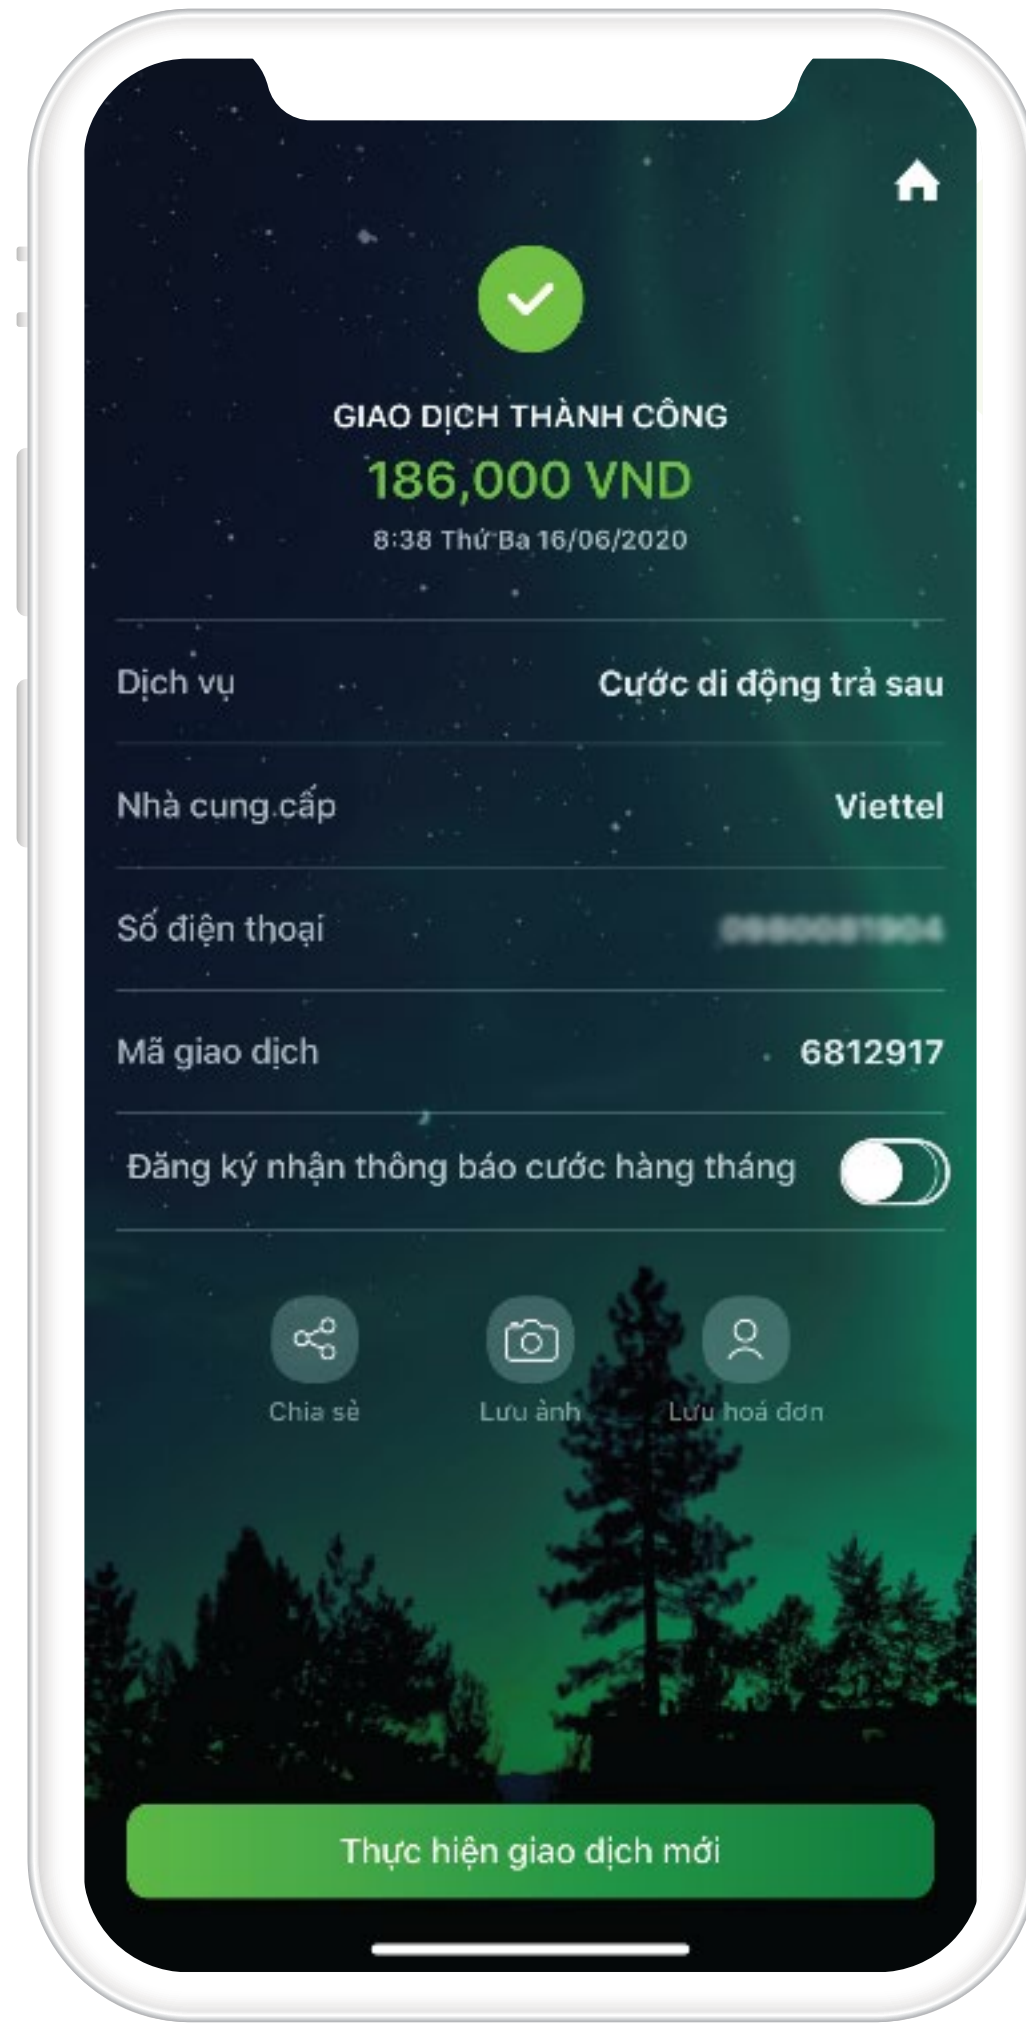 GIAO DỊCH THÀNH CÔNG
186,000 VND
8:38 Thứ Ba 16/06/2020
Dịch vụ Cước di động trả sau
Nhà cung cấp Viettel
Số điện thoại
Mã giao dịch 6812917
Đăng ký nhận thông báo cước hàng tháng
Chia sẻ Lưu ảnh Lưu hoá đơn
Thực hiện giao dịch mới